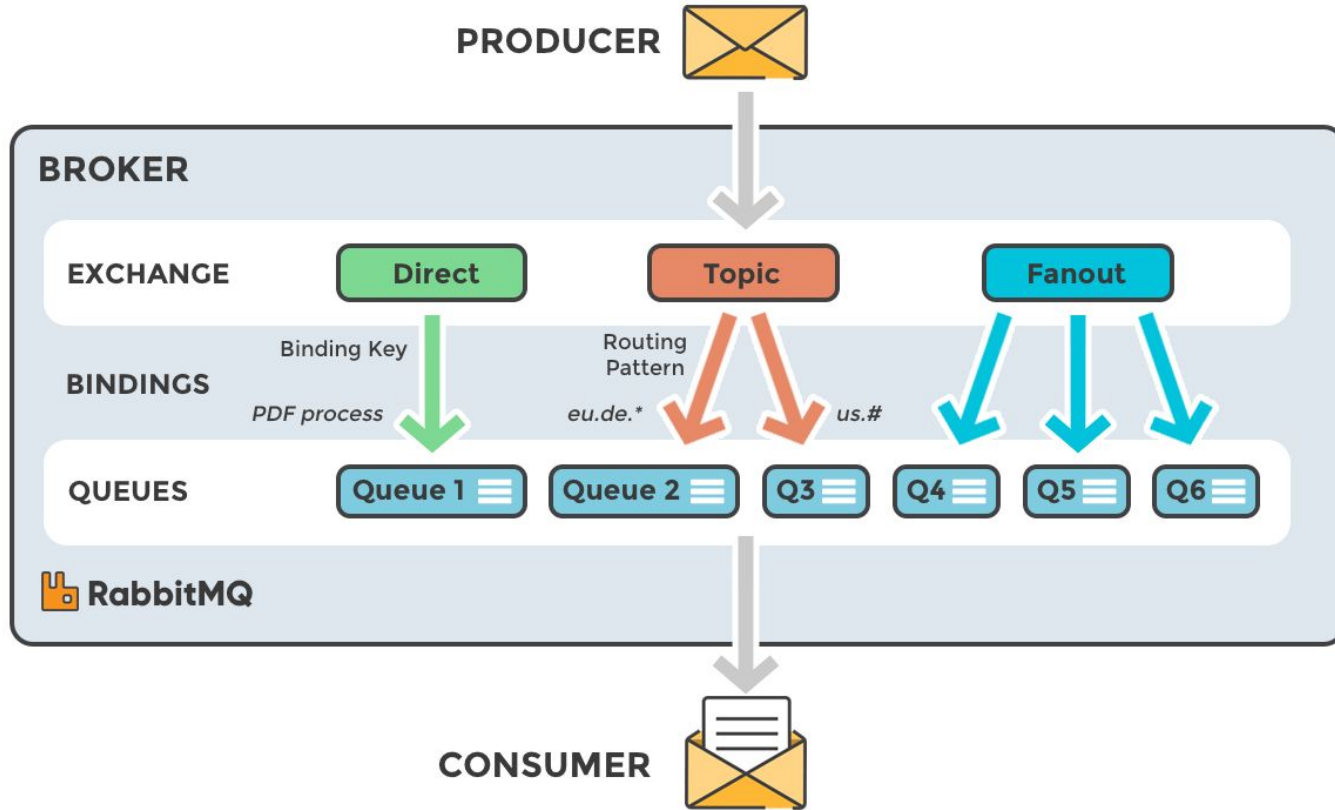 PRODUCER
BROKER
EXCHANGE
Direct
Topic
Fanout
Binding Key
Routing
Pattern
BINDINGS
PDF process
eu.de.*
us.#
QUEUES
Queue 1
Queue 2
Q3
Q4
Q5
Q6
RabbitMQ
CONSUMER